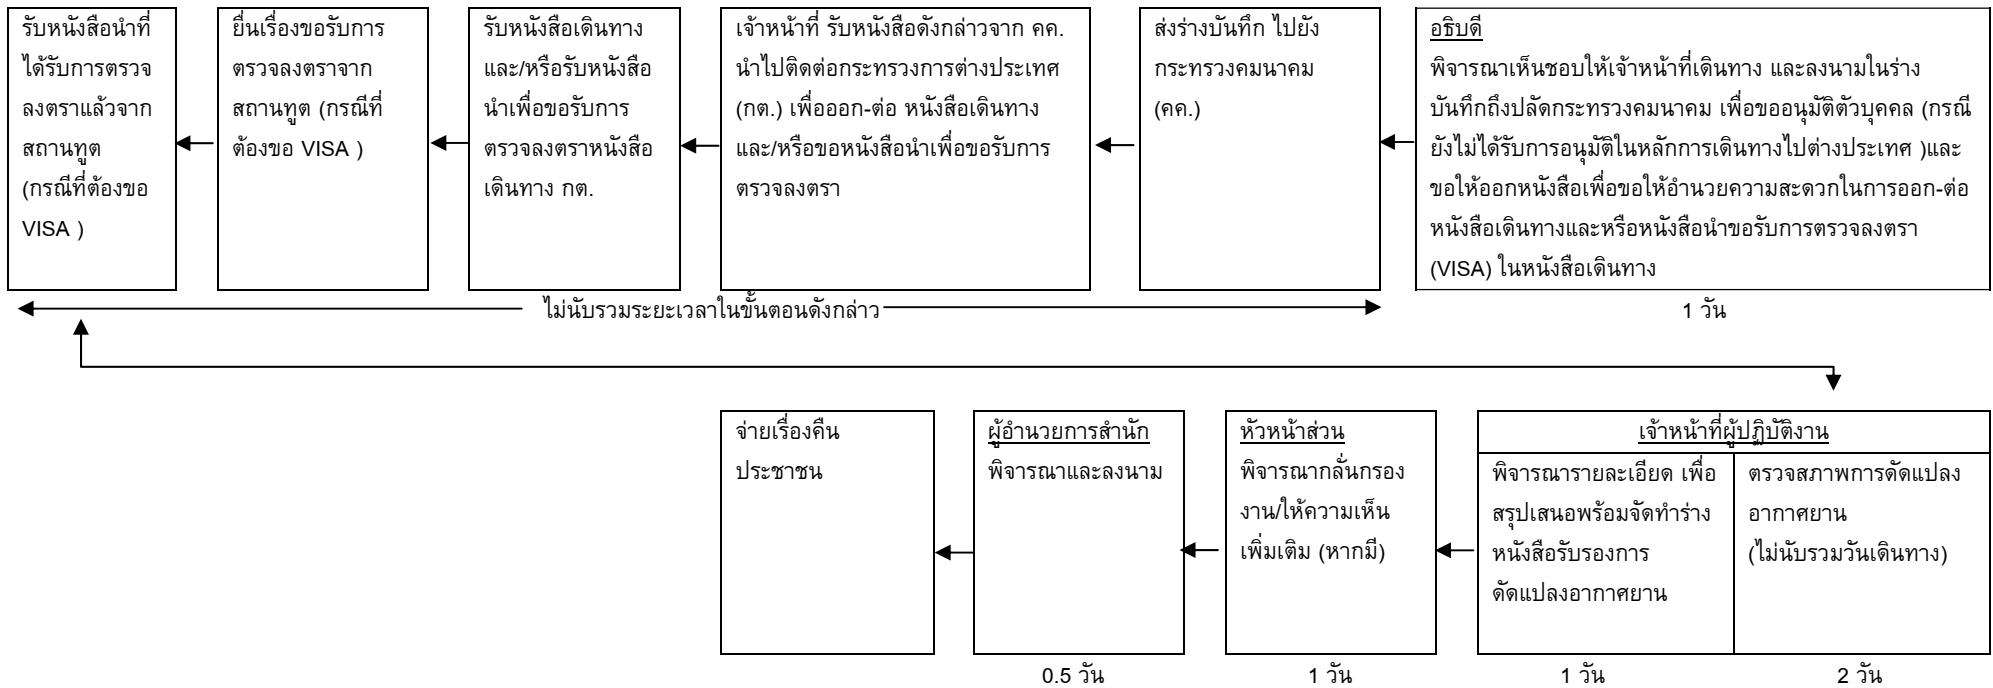 รับหนังสือนำที่
ได้รับการตรวจ
ลงตราแล้วจาก
สถานทูต
(กรณีที่ต้องขอ
VISA )
ยื่นเรื่องขอรับการ
ตรวจลงตราจาก
สถานทูต (กรณีที่
ต้องขอ VISA )
รับหนังสือเดินทาง
และ/หรือรับหนังสือ
นำเพื่อขอรับการ
ตรวจลงตราหนังสือ
เดินทาง กต.
เจ้าหน้าที่ รับหนังสือดังกล่าวจาก คค.
นำไปติดต่อกระทรวงการต่างประเทศ
(กต.) เพื่อออก-ต่อ หนังสือเดินทาง
และ/หรือขอหนังสือนำเพื่อขอรับการ
ตรวจลงตรา
ส่งร่างบันทึก ไปยัง
กระทรวงคมนาคม
(คค.)
อธิบดี
พิจารณาเห็นชอบให้เจ้าหน้าที่เดินทาง และลงนามในร่าง
บันทึกถึงปลัดกระทรวงคมนาคม เพื่อขออนุมัติตัวบุคคล (กรณี
ยังไม่ได้รับการอนุมัติในหลักการเดินทางไปต่างประเทศ )และ
ขอให้ออกหนังสือเพื่อขอให้อำนวยความสะดวกในการออก-ต่อ
หนังสือเดินทางและหรือหนังสือนำขอรับการตรวจลงตรา
(VISA) ในหนังสือเดินทาง
ไม่นับรวมระยะเวลาในขั้นตอนดังกล่าว
1 วัน
จ่ายเรื่องคืน
ประชาชน
ผู้อำนวยการสำนัก
พิจารณาและลงนาม
หัวหน้าส่วน
พิจารณากลั่นกรอง
งาน/ให้ความเห็น
เพิ่มเติม (หากมี)
เจ้าหน้าที่ผู้ปฏิบัติงาน
พิจารณารายละเอียด เพื่อ
สรุปเสนอพร้อมจัดทำร่าง
หนังสือรับรองการ
ดัดแปลงอากาศยาน
ตรวจสภาพการดัดแปลง
อากาศยาน
(ไม่นับรวมวันเดินทาง)
0.5 วัน
1 วัน
1 วัน
2 วัน